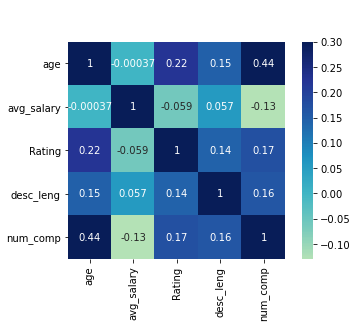 age 1 -0.00037 0.22 0.15 0.44
avg_salary -0.00037 1 -0.059 0.057 -0.13
Rating 0.22 -0.059 1 0.14 0.17
desc_leng 0.15 0.057 0.14 1 0.16
num_comp 0.44 -0.13 0.17 0.16 1
age avg_salary Rating desc_leng num_comp
0.30
0.25
0.20
0.15
0.10
0.05
0.00
−0.05
−0.10